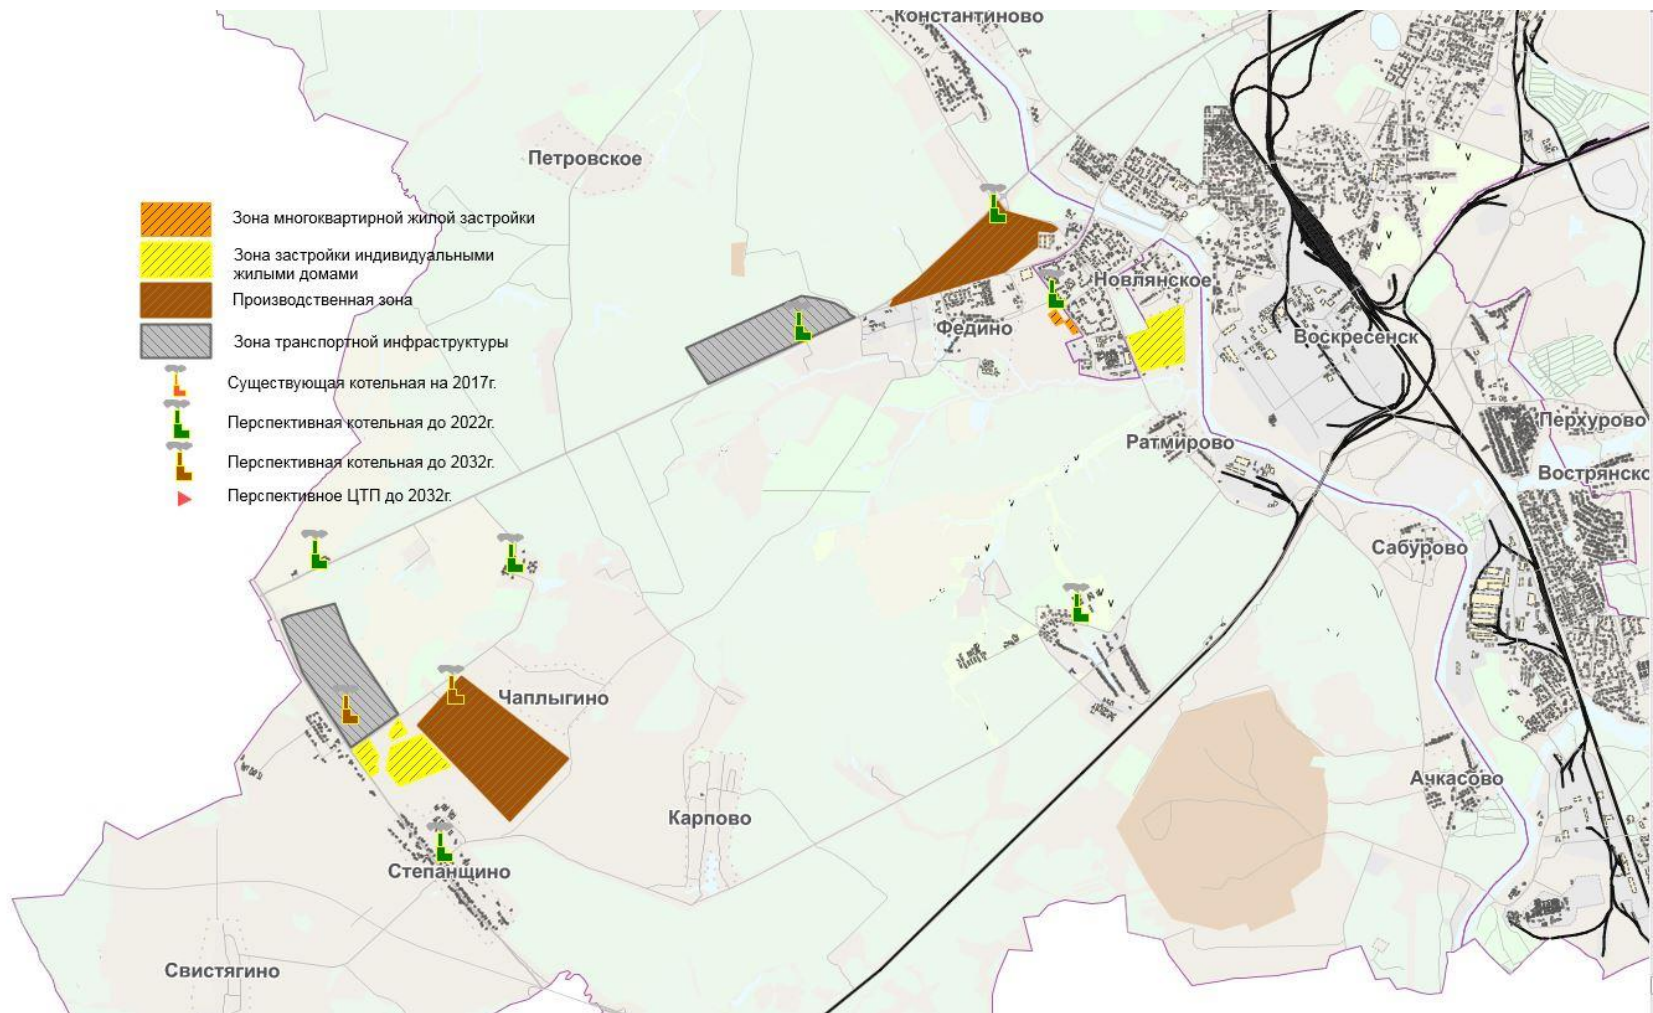 Константиново
Петровское
Зона многоквартирной жилой застройки
Зона застройки индивидуальными
жилыми домами
Производственная зона
Зона транспортной инфраструктуры
Существующая котельная на 2017г.
Перспективная котельная до 2022г.
Перспективная котельная до 2032г.
Перспективное ЦТП до 2032г.
Новлянское
Федино
Воскресенск
Перхурово
Ратмирово
Вострянско
Сабурово
Чаплыгино
Ачкасово
Карпово
Степанщино
Свистягино